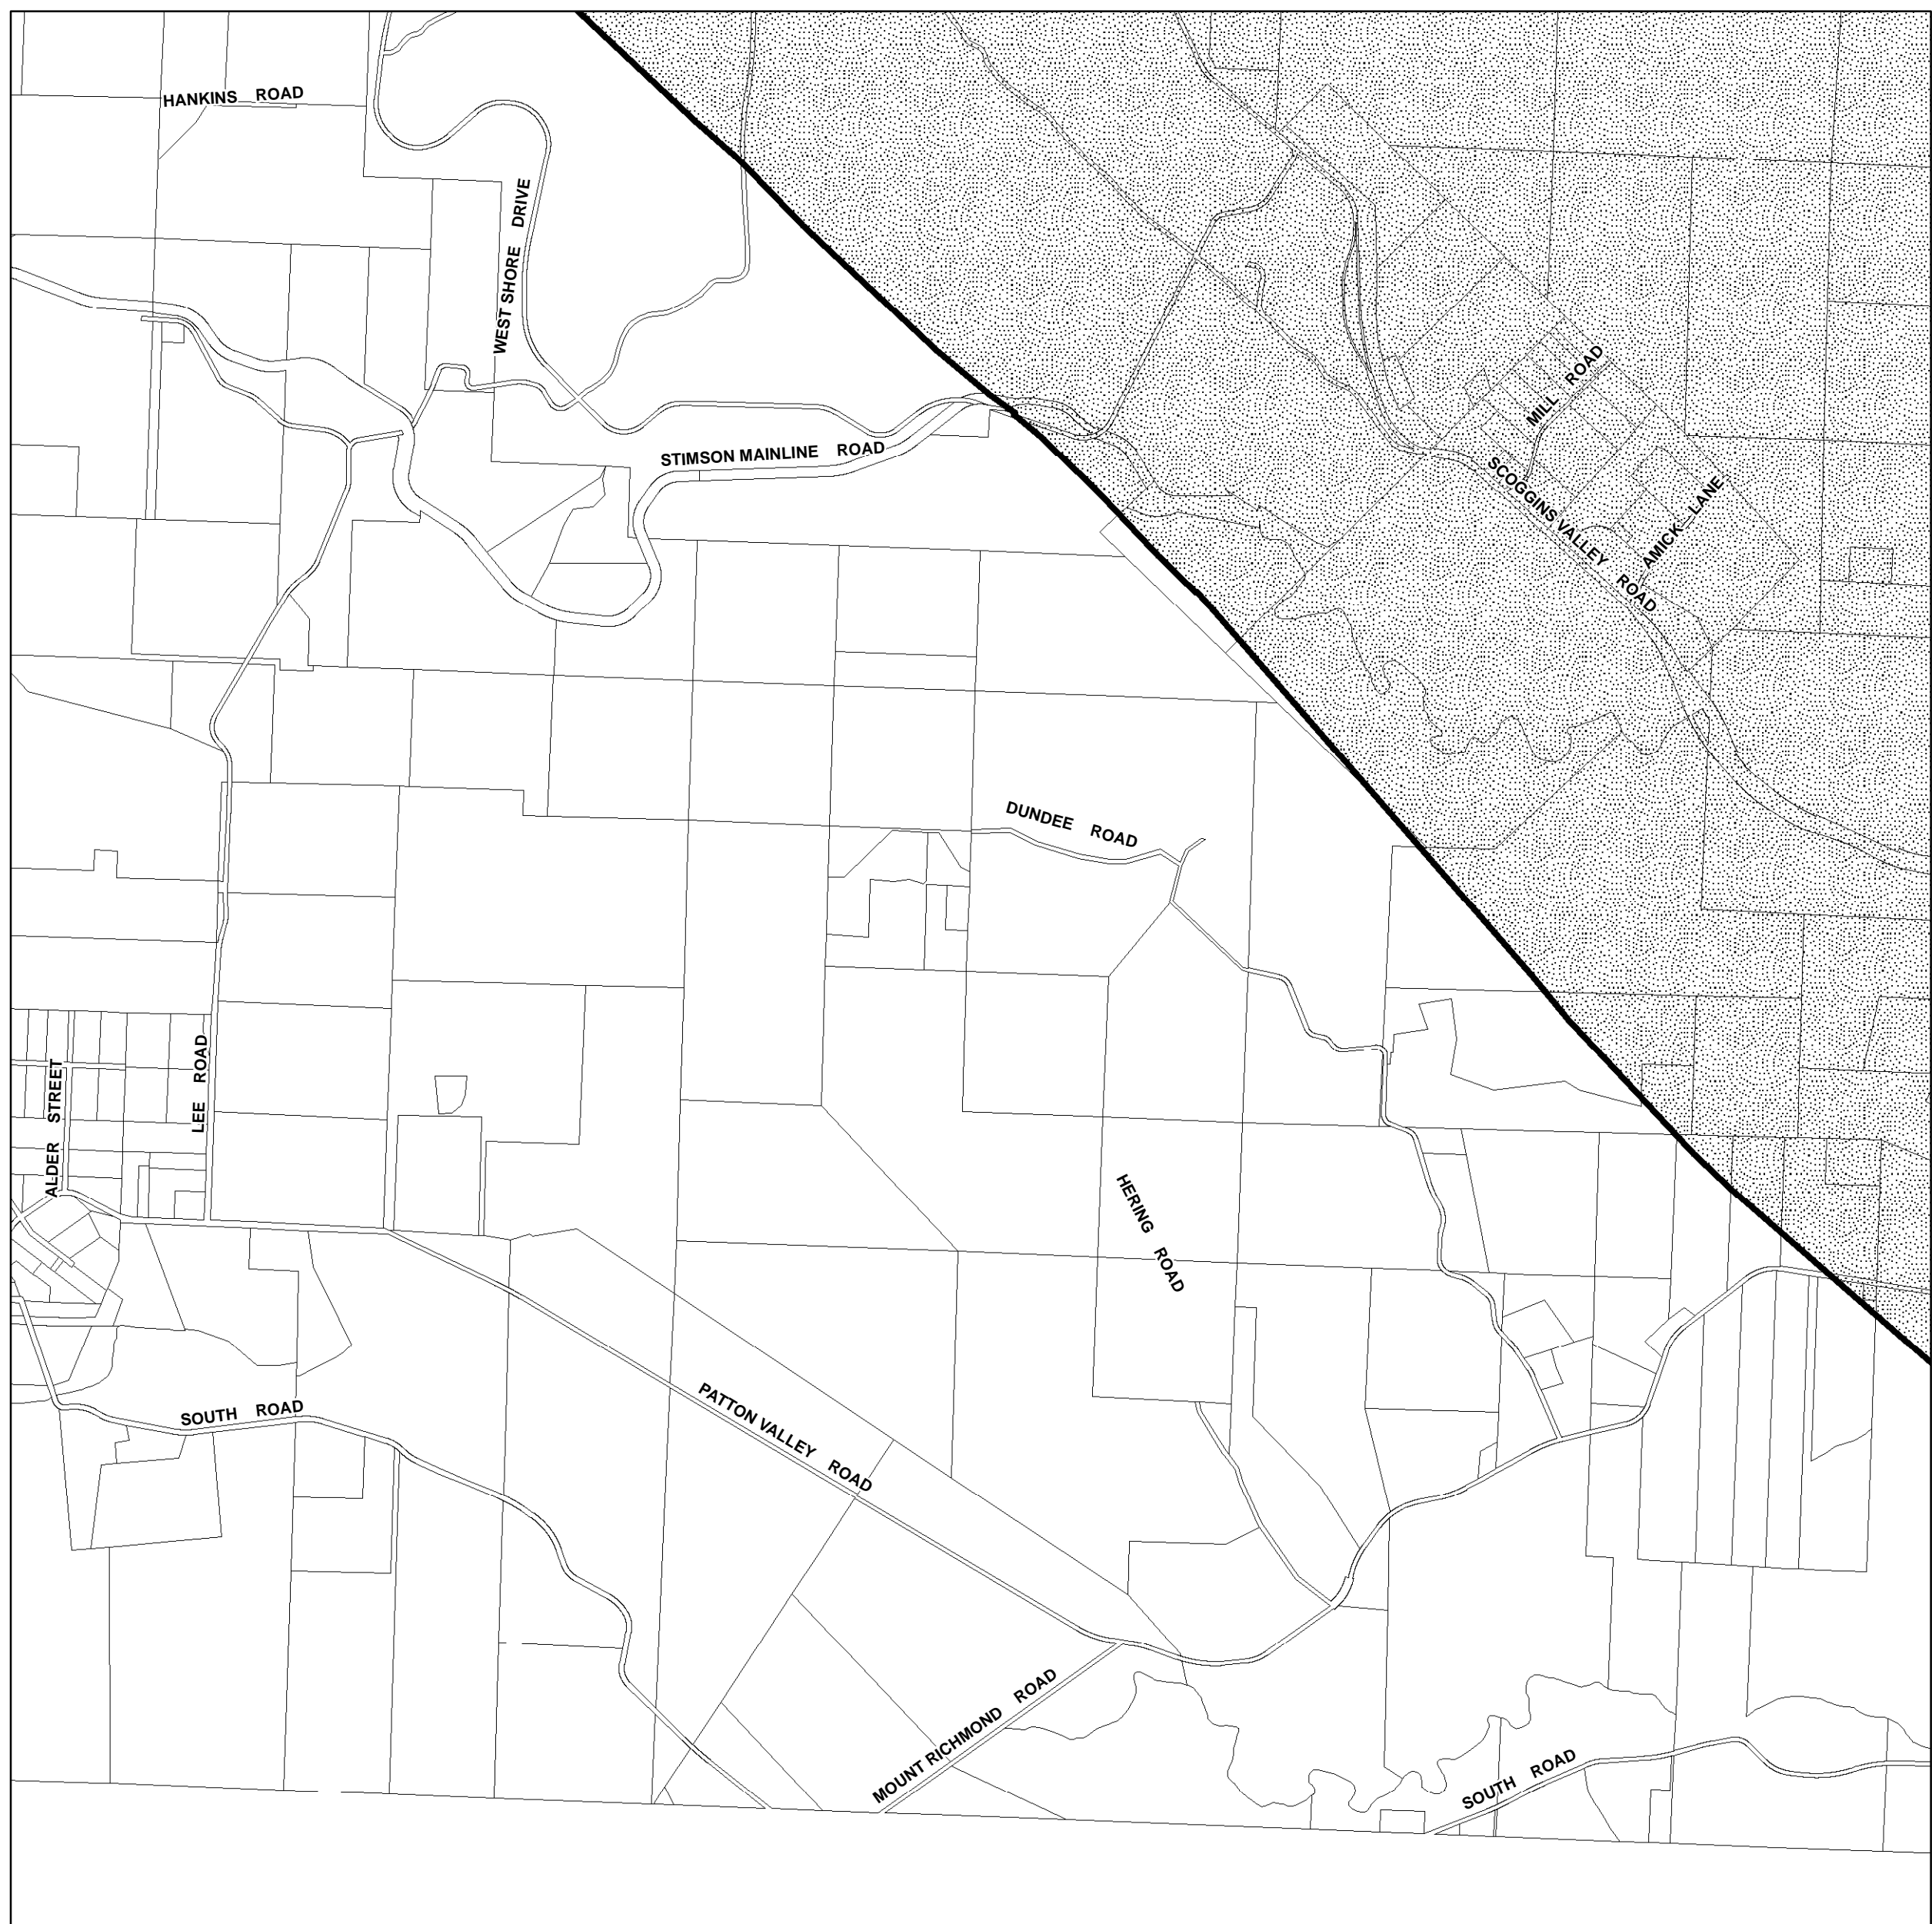 HANKINS ROAD
WEST SHORE DRIVE
STIMSON MAINLINE ROAD
MILL ROAD
SCOGGINS VALLEY ROAD
AMICK LANE
DUNDEE ROAD
LEE ROAD
ALDER STREET
HERING ROAD
SOUTH ROAD
PATTON VALLEY ROAD
MOUNT RICHMOND ROAD
SOUTH ROAD